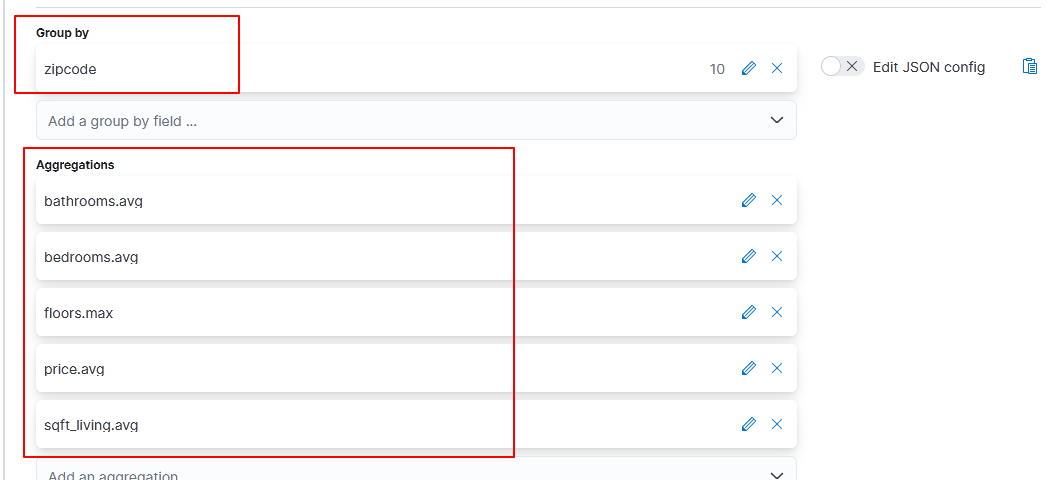 Group by
zipcode 10
Edit JSON config
Add a group by field ...
Aggregations
bathrooms.avg
bedrooms.avg
floors.max
price.avg
sqft_living.avg
Add an aggregation